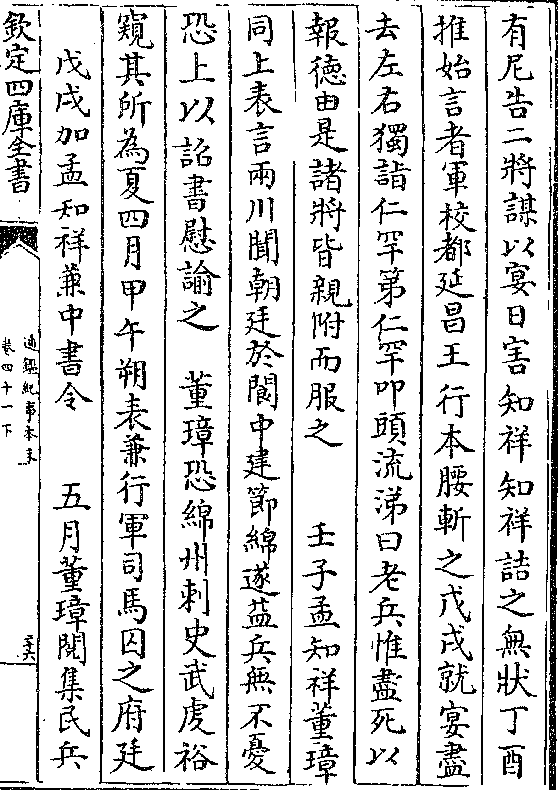 有尼告二將謀以宴日害知祥知祥詰之無狀丁酉
推始言者軍校都延昌王行本腰斬之戊戌就宴盡
去左右獨詣仁罕第仁罕叩頭流涕曰老兵惟盡死以
報德由是諸將皆親附而服之　壬子孟知祥董璋
同上表言兩川聞朝廷於閬中建節綿遂益兵無不憂
恐上以詔書慰諭之　董璋恐綿州刺史武虔裕
窺其所為夏四月甲午朔表兼行軍司馬囚之府廷
戊戌加孟知祥兼中書令　五月董璋閱集民兵
欽定四庫全書
通鑑紀事本末
卷四十一下